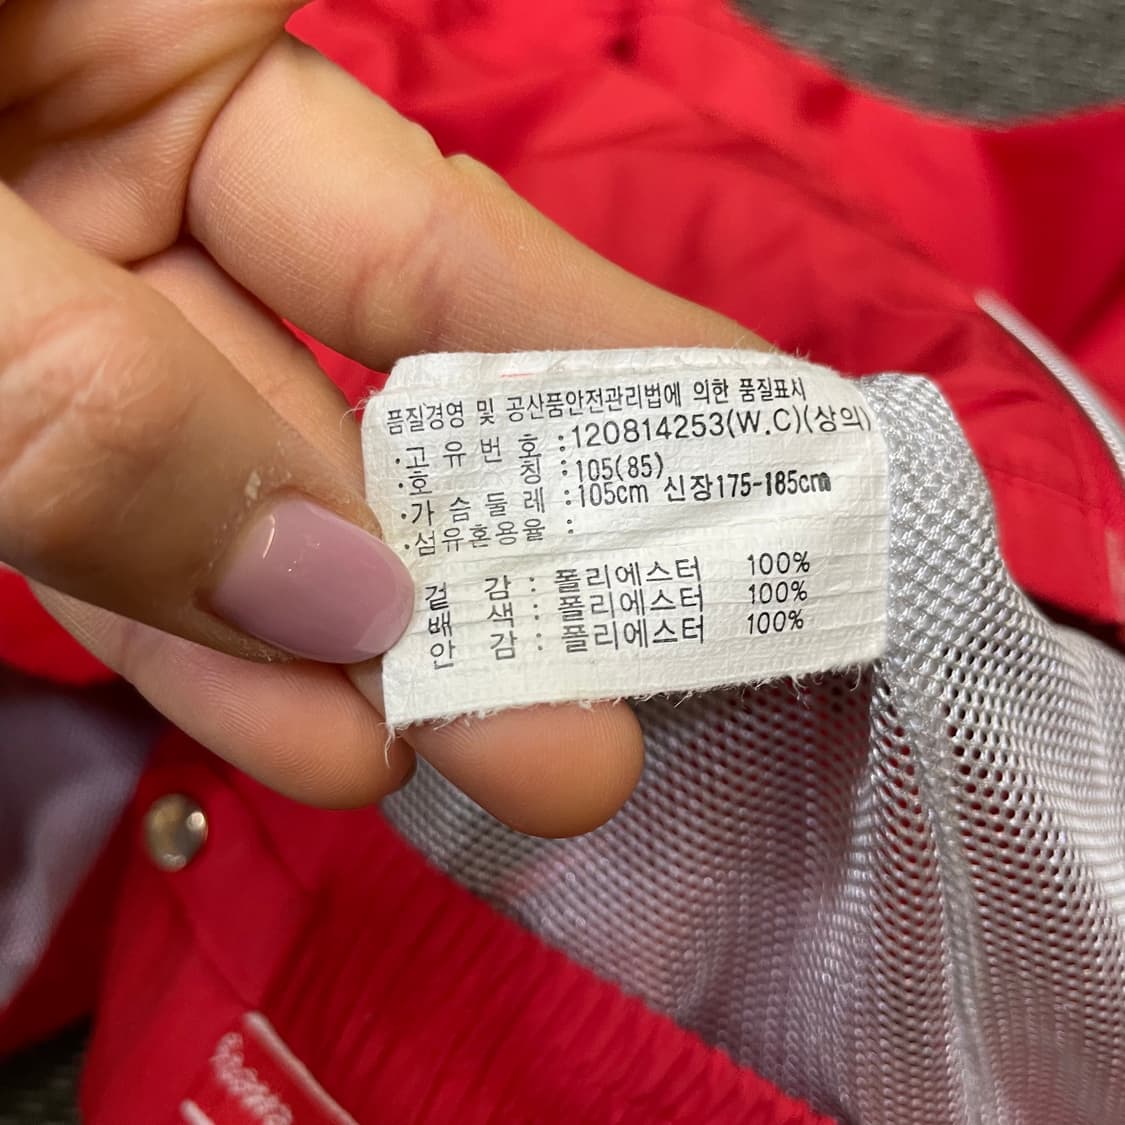 품질경영 및 공산품안전관리법에 의한 품질표시
·고 유 번 호 :120814253(W.C)(상의)
·호 칭 :105(85)
·가 슴 둘 레 :105cm 신장175-185cm
·섬유혼용율 :
겉 감 : 폴리에스터 100%
배 색 : 폴리에스터 100%
안 감 : 폴리에스터 100%